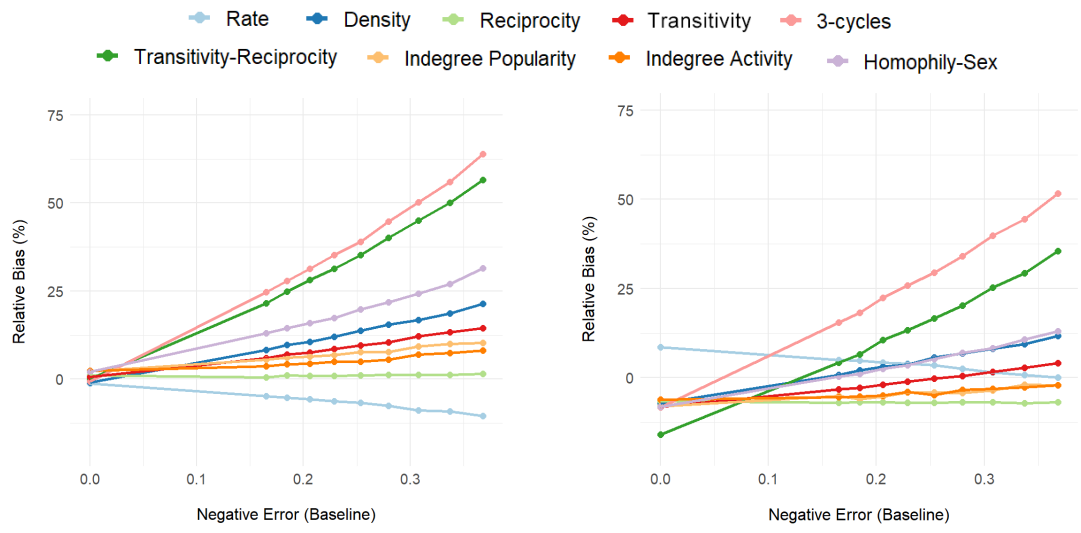 Rate Density Reciprocity Transitivity 3-cycles
Transitivity-Reciprocity Indegree Popularity Indegree Activity Homophily-Sex
Relative Bias (%)
75
50
25
0
0.0 0.1 0.2 0.3
Negative Error (Baseline)
Relative Bias (%)
75
50
25
0
0.0 0.1 0.2 0.3
Negative Error (Baseline)